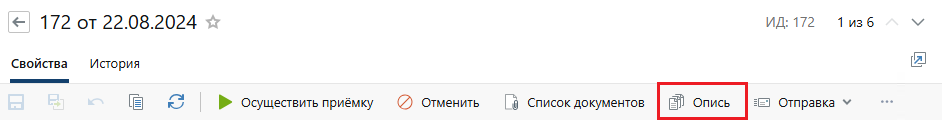 172 от 22.08.2024 ИД: 172 1 из 6
Свойства История
Осуществить приёмку Отменить Список документов Опись Отправка